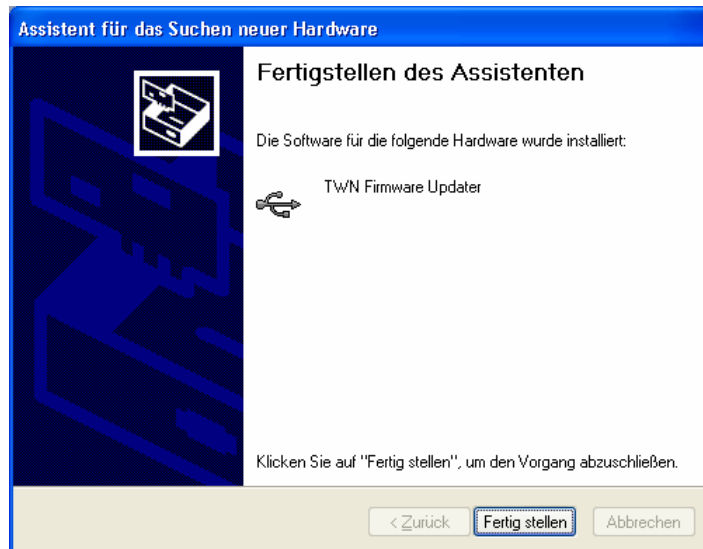 Assistent für das Suchen neuer Hardware
Fertigstellen des Assistenten
Die Software für die folgende Hardware wurde installiert:
TWN Firmware Updater
Klicken Sie auf "Fertig stellen", um den Vorgang abzuschließen.
< Zurück Fertig stellen Abbrechen